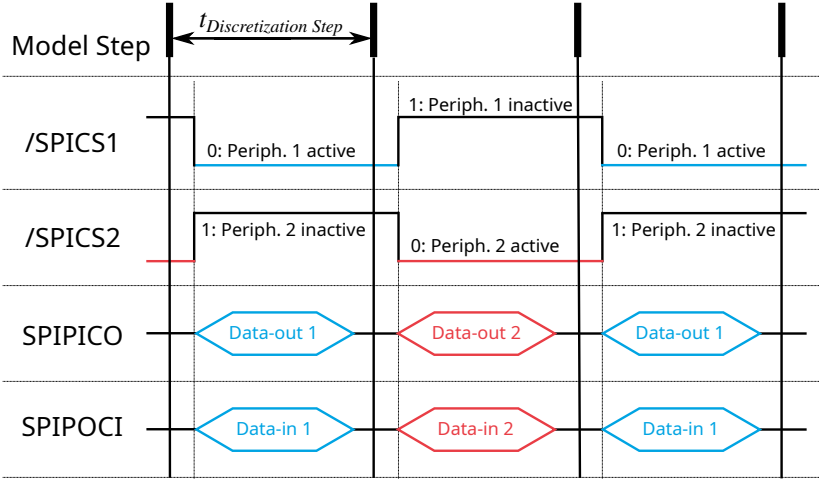 t Discretization Step
Model Step
1: Periph. 1 inactive
/SPICS1
0: Periph. 1 active
0: Periph. 1 active
/SPICS2
1: Periph. 2 inactive
0: Periph. 2 active
1: Periph. 2 inactive
SPIPICO
Data-out 1
Data-out 2
Data-out 1
SPIPOCI
Data-in 1
Data-in 2
Data-in 1